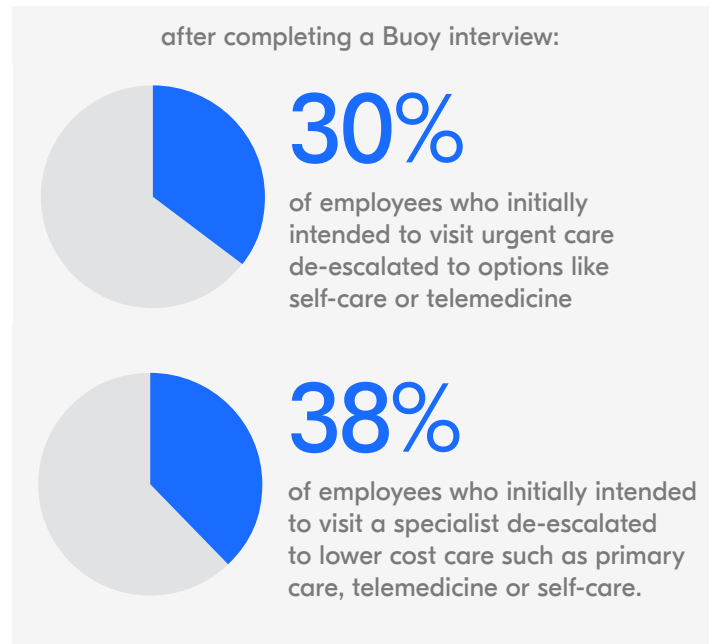 after completing a Buoy interview:
30%
of employees who initially
intended to visit urgent care
de-escalated to options like
self-care or telemedicine
38%
of employees who initially intended
to visit a specialist de-escalated
to lower cost care such as primary
care, telemedicine or self-care.